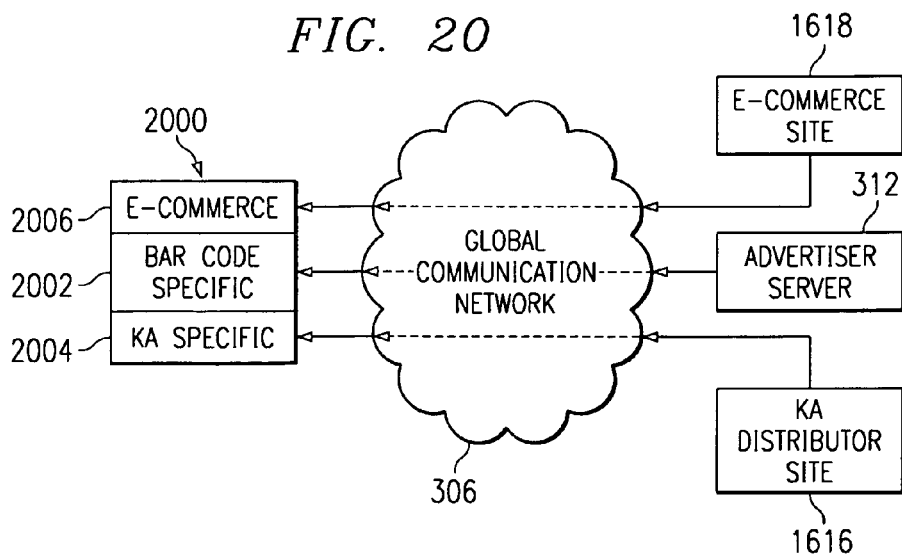 FIG. 20
1618
E-COMMERCE
SITE
2000
312
2006
E-COMMERCE
2002
BAR CODE
SPECIFIC
2004
KA SPECIFIC
GLOBAL
COMMUNICATION
NETWORK
ADVERTISER
SERVER
306
KA
DISTRIBUTOR
SITE
1616